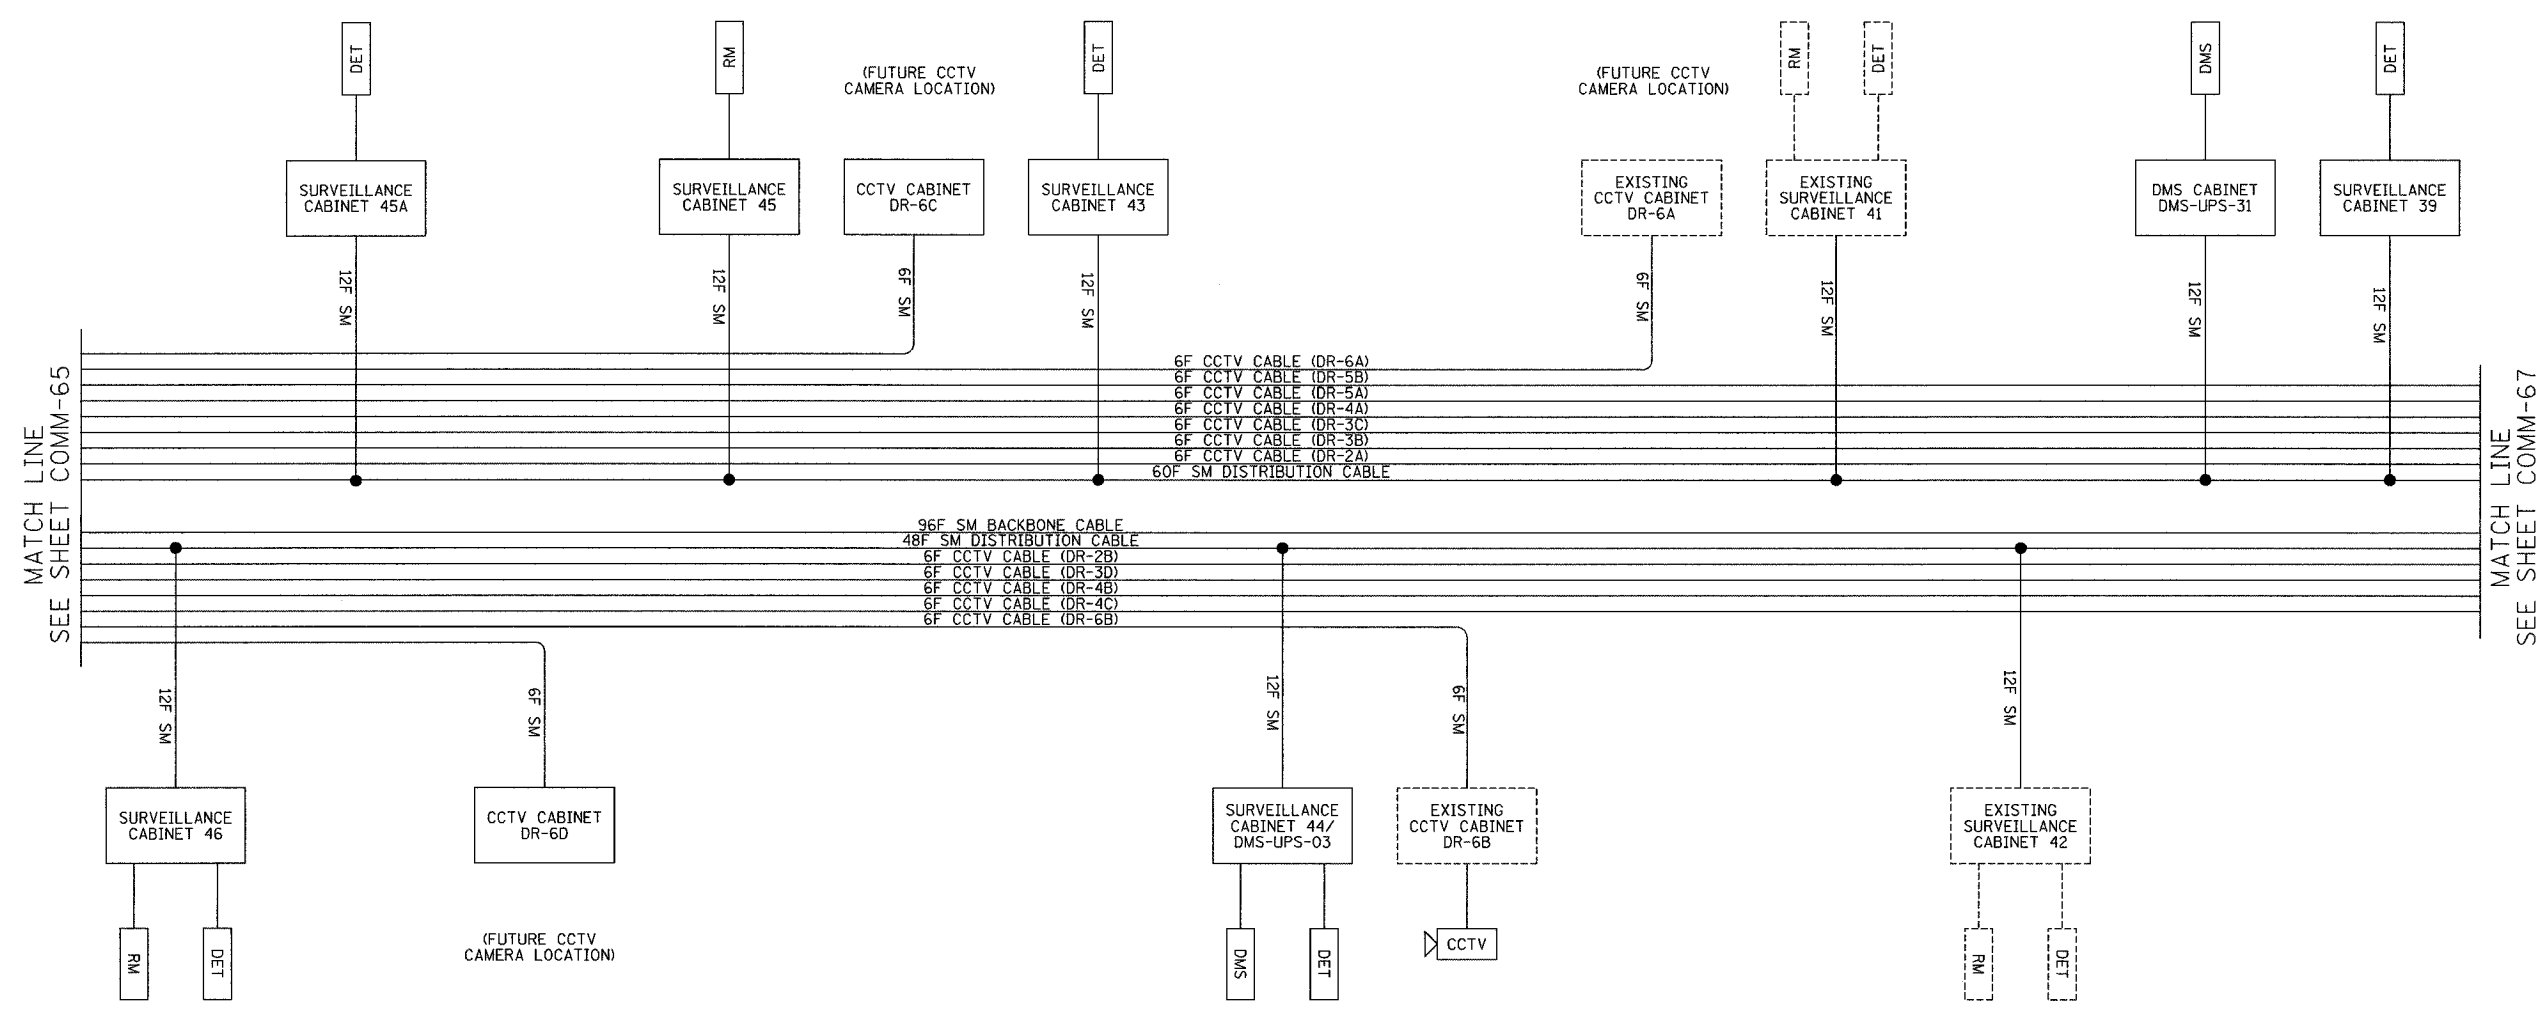 DET
RM
(FUTURE CCTV
CAMERA LOCATION)
DET
(FUTURE CCTV
CAMERA LOCATION)
RM
DET
DMS
DET
SURVEILLANCE
CABINET 45A
SURVEILLANCE
CABINET 45
CCTV CABINET
DR-6C
SURVEILLANCE
CABINET 43
EXISTING
CCTV CABINET
DR-6A
EXISTING
SURVEILLANCE
CABINET 41
DMS CABINET
DMS-UPS-31
SURVEILLANCE
CABINET 39
12F SM
12F SM
6F SM
12F SM
6F SM
12F SM
12F SM
12F SM
MATCH LINE
SEE SHEET COMM-65
6F CCTV CABLE (DR-6A)
6F CCTV CABLE (DR-5B)
6F CCTV CABLE (DR-5A)
6F CCTV CABLE (DR-4A)
6F CCTV CABLE (DR-3C)
6F CCTV CABLE (DR-3B)
6F CCTV CABLE (DR-2A)
60F SM DISTRIBUTION CABLE
96F SM BACKBONE CABLE
48F SM DISTRIBUTION CABLE
6F CCTV CABLE (DR-2B)
6F CCTV CABLE (DR-3D)
6F CCTV CABLE (DR-4B)
6F CCTV CABLE (DR-4C)
6F CCTV CABLE (DR-6B)
MATCH LINE
SEE SHEET COMM-67
12F SM
6F SM
12F SM
6F SM
12F SM
SURVEILLANCE
CABINET 46
CCTV CABINET
DR-6D
SURVEILLANCE
CABINET 44/
DMS-UPS-03
EXISTING
CCTV CABINET
DR-6B
EXISTING
SURVEILLANCE
CABINET 42
RM
DET
(FUTURE CCTV
CAMERA LOCATION)
DMS
DET
CCTV
RM
DET